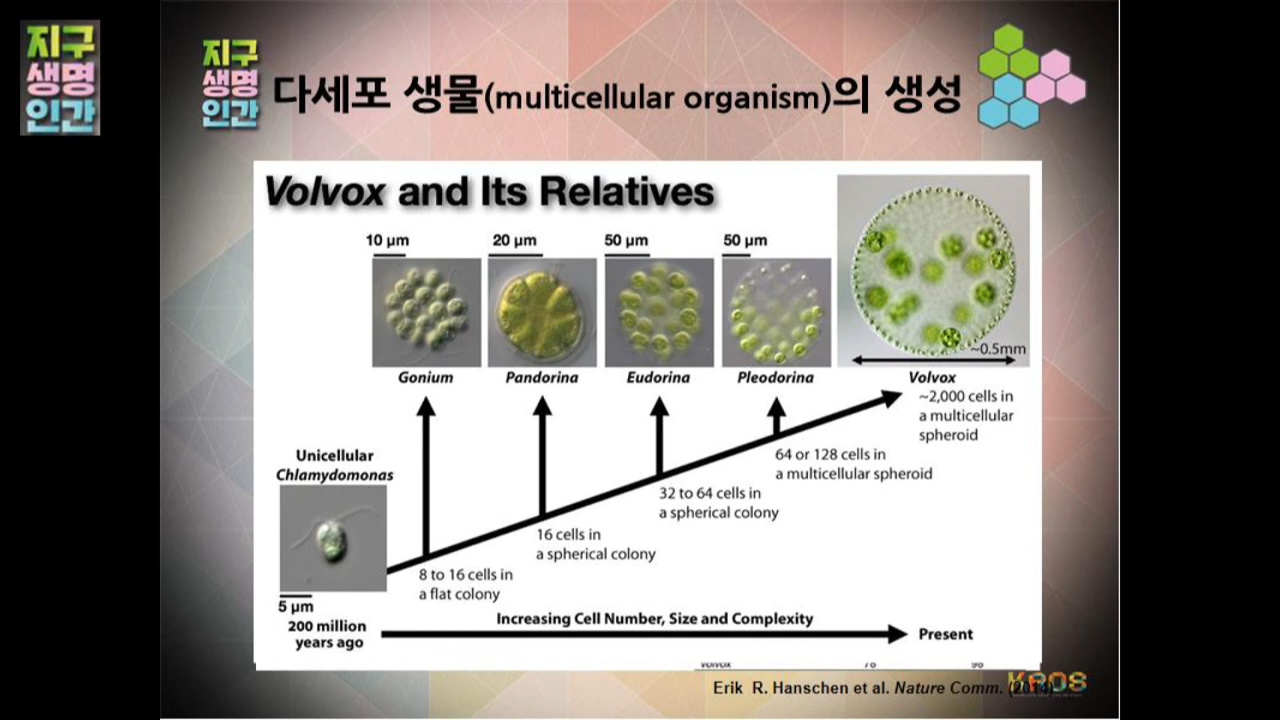 지구
생명
인간
지구
생명
인간
다세포 생물(multicellular organism)의 생성
Volvox and Its Relatives
10 µm
20 µm
50 µm
50 µm
~0.5mm
Gonium
Pandorina
Eudorina
Pleodorina
Volvox
~2,000 cells in
a multicellular
spheroid
Unicellular
Chlamydomonas
64 or 128 cells in
a multicellular spheroid
32 to 64 cells in
a spherical colony
16 cells in
a spherical colony
8 to 16 cells in
a flat colony
5 µm
200 million
years ago
Increasing Cell Number, Size and Complexity
Present
Erik R. Hanschen et al. Nature Comm.
KROS